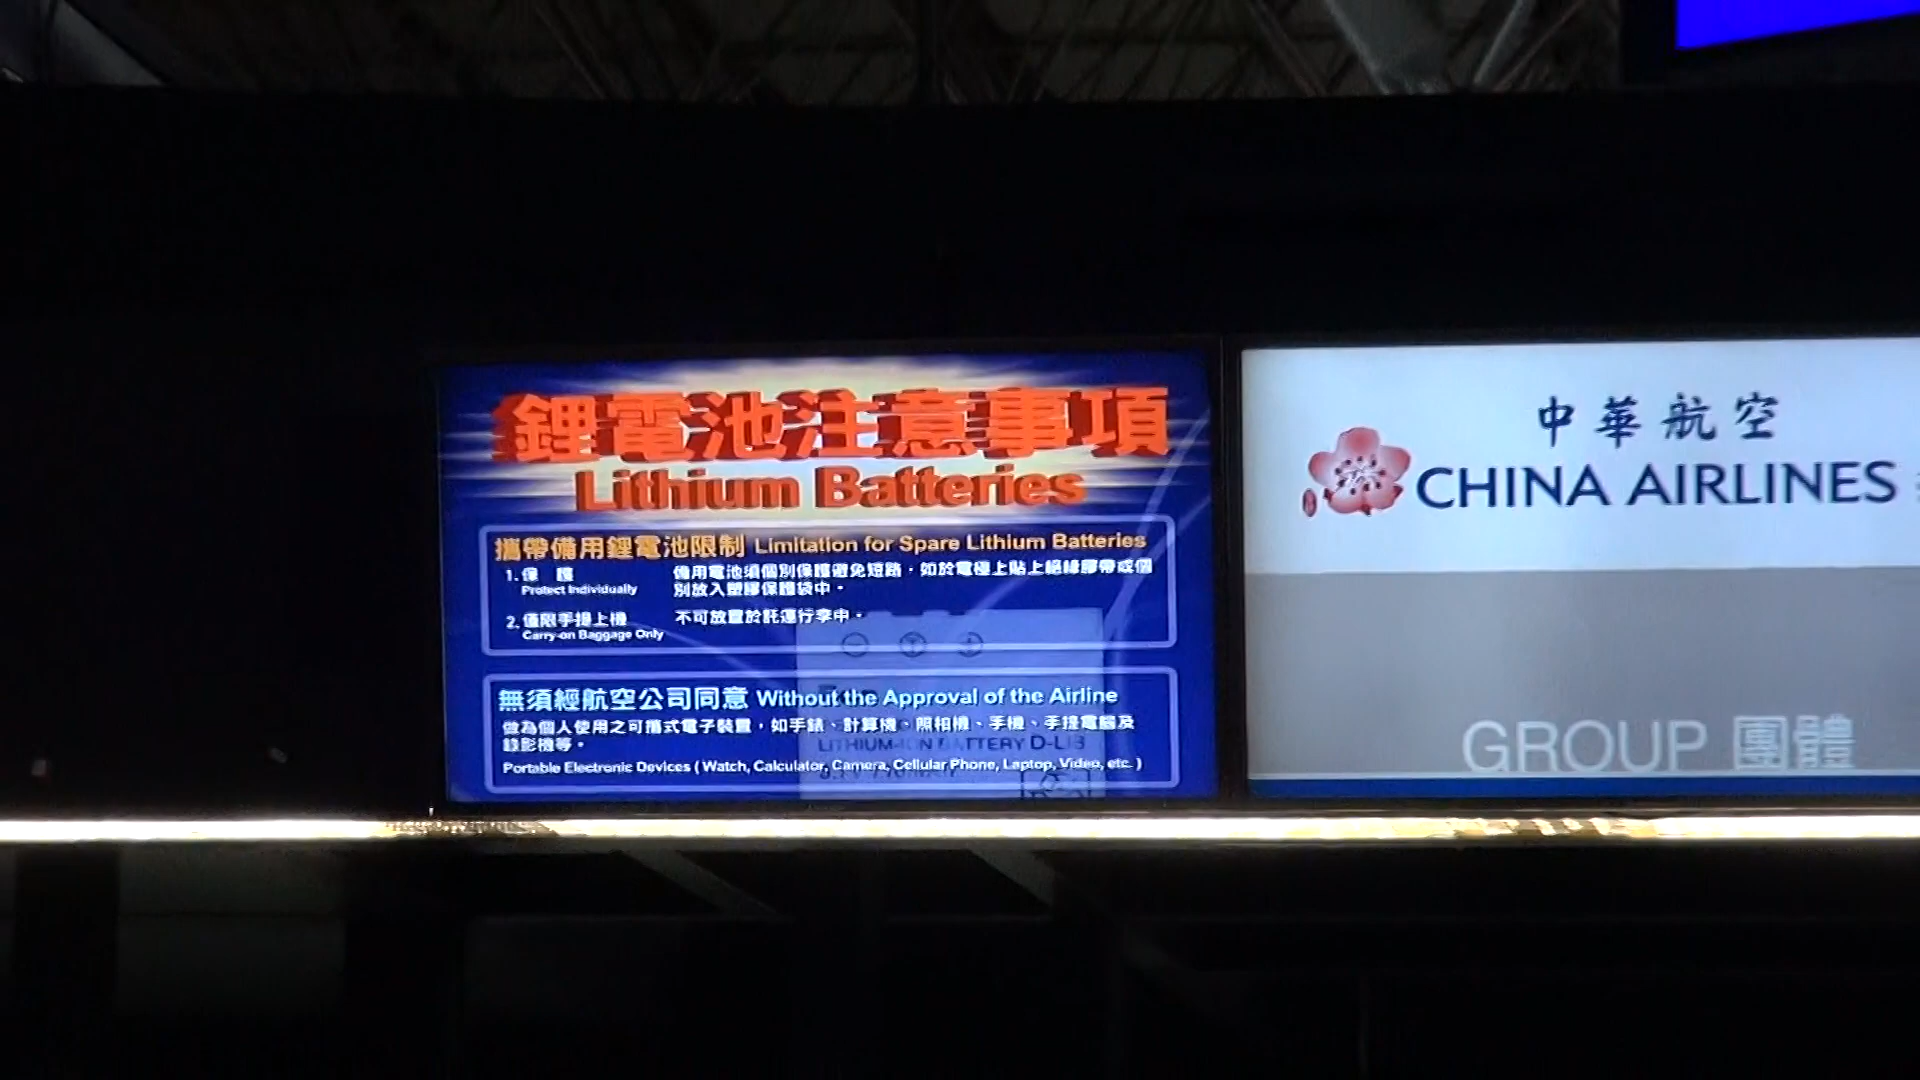 鋰電池注意事項
Lithium Batteries
攜帶備用鋰電池限制 Limitation for Spare Lithium Batteries
1. 保 護 備用電池須個別保護避免短路，如於電極上貼上絕緣膠帶或個
Protect Individually 別放入塑膠保護袋中。
2. 僅限手提上機 不可放置於託運行李中。
Carry-on Baggage Only
無須經航空公司同意 Without the Approval of the Airline
做為個人使用之可攜式電子裝置，如手錶、計算機、照相機、手機、手提電腦及
錄影機等。
LITHIUM-ION BATTERY D-LI8
Portable Electronic Devices ( Watch, Calculator, Camera, Cellular Phone, Laptop, Video, etc. )
中華航空
CHINA AIRLINES
GROUP 團體